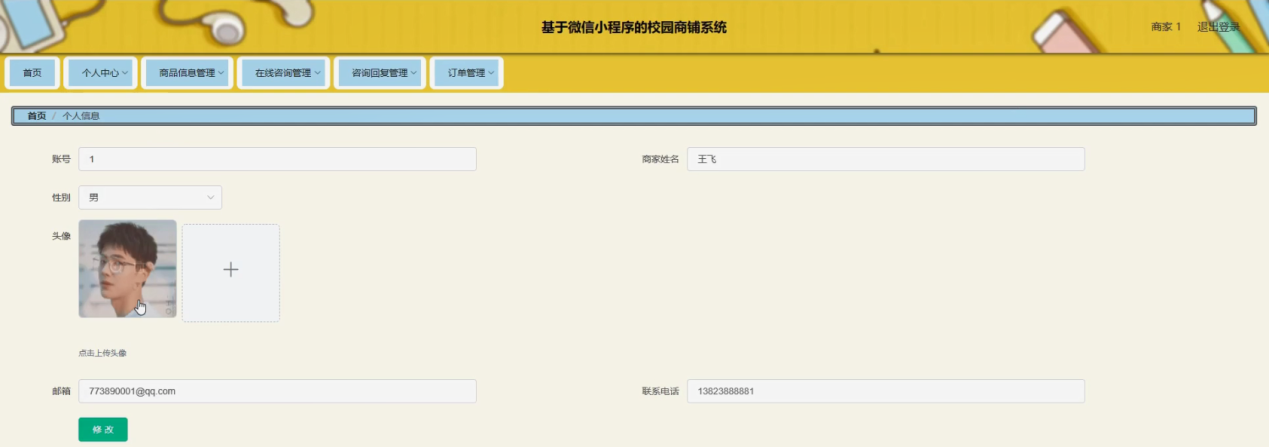 基于微信小程序的校园商铺系统
商家 1 退出登录
首页 个人中心 商品信息管理 在线咨询管理 咨询回复管理 订单管理
首页 / 个人信息
账号 1 商家姓名 王飞
性别 男
头像
点击上传头像
邮箱 773890001@qq.com 联系电话 13823888881
修改